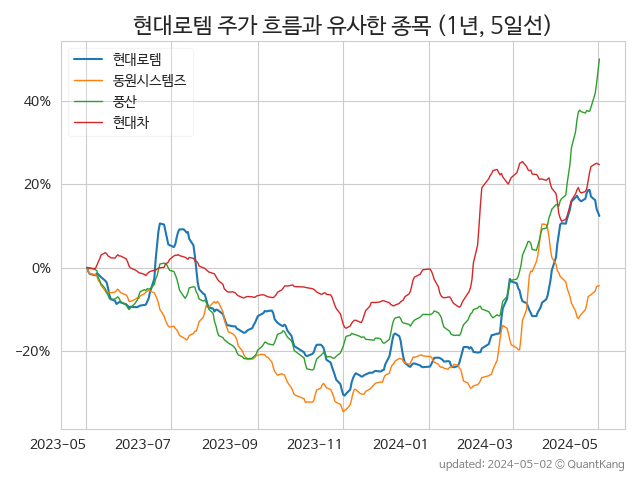 현대로템 주가 흐름과 유사한 종목 (1년, 5일선)
현대로템
동원시스템즈
풍산
현대차
40%
20%
0%
−20%
2023-05 2023-07 2023-09 2023-11 2024-01 2024-03 2024-05
updated: 2024-05-02 © QuantKang